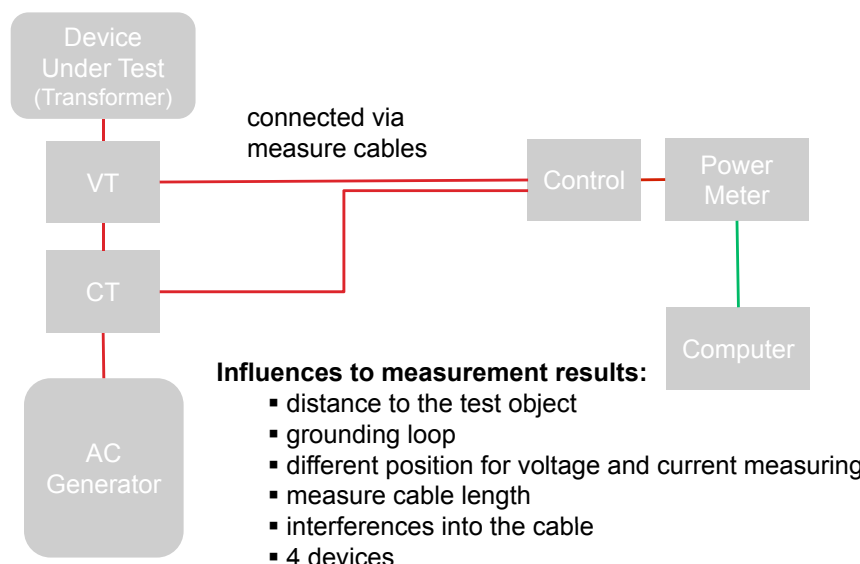 Device
Under Test
(Transformer)
connected via
measure cables
VT
Control
Power
Meter
CT
Computer
Influences to measurement results:
▪ distance to the test object
▪ grounding loop
▪ different position for voltage and current measuring
▪ measure cable length
▪ interferences into the cable
▪ 4 devices
AC
Generator